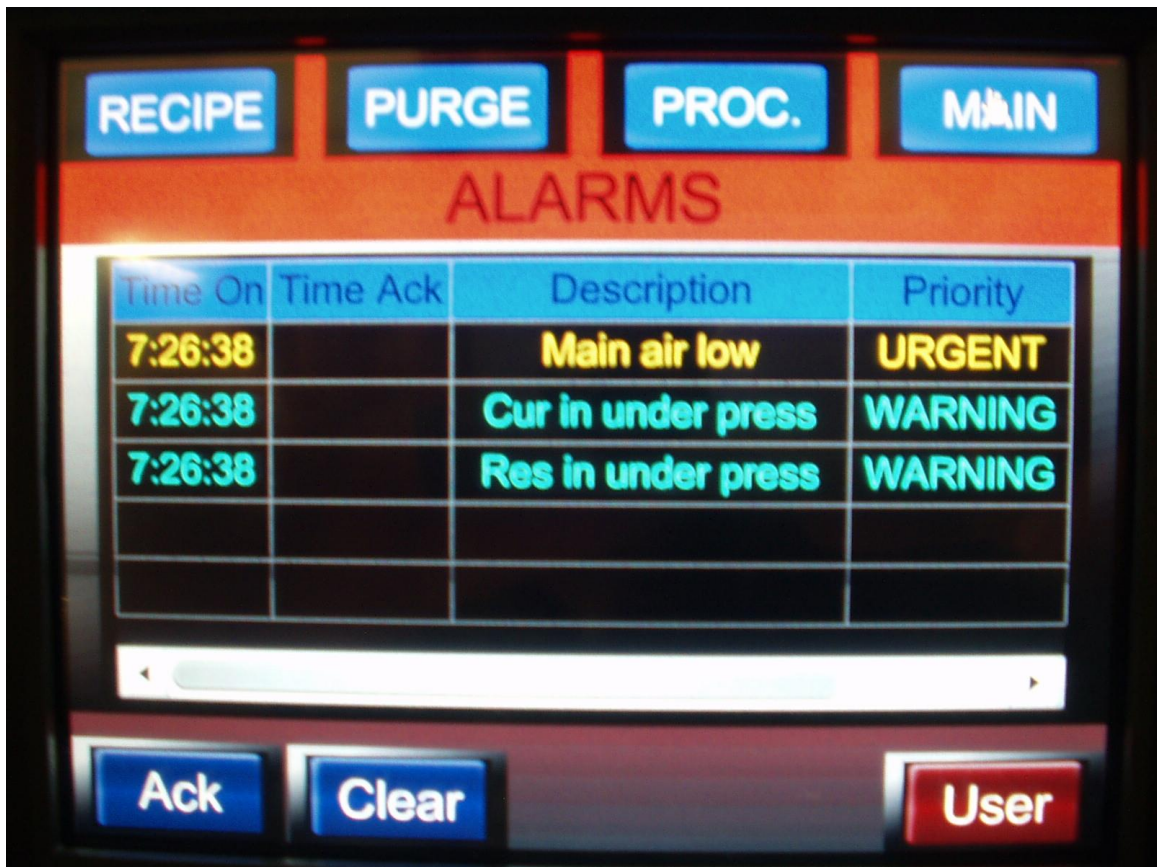 RECIPE PURGE PROC. MAIN
ALARMS
Time On Time Ack Description Priority
7:26:38 Main air low URGENT
7:26:38 Cur in under press WARNING
7:26:38 Res in under press WARNING
Ack Clear User